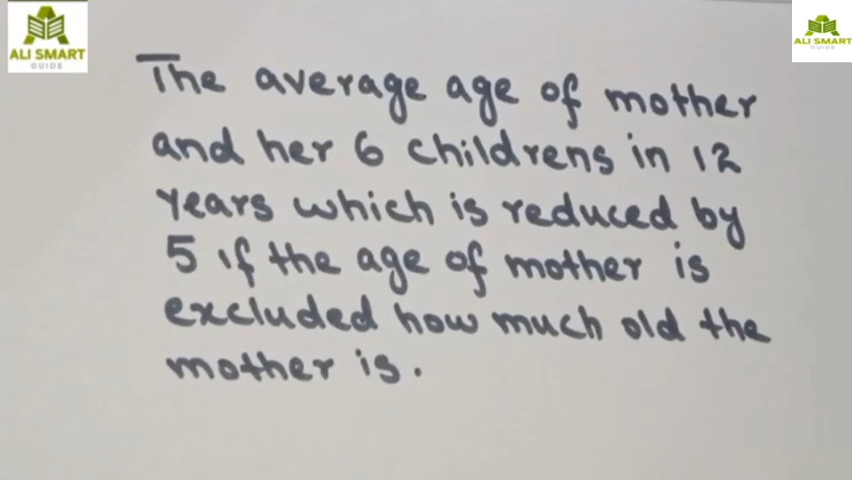 ALI SMART
GUIDE
ALI SMART
GUIDE
The average age of mother
and her 6 childrens in 12
years which is reduced by
5 if the age of mother is
excluded how much old the
mother is.